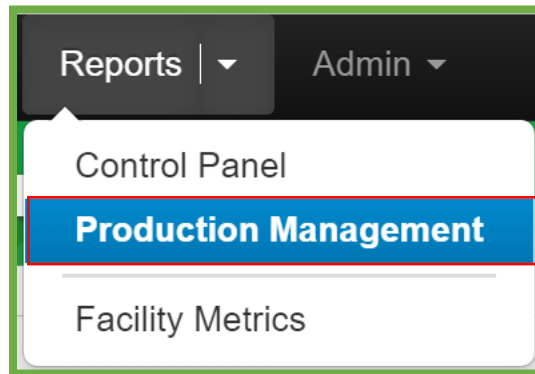 Reports Admin
Control Panel
Production Management
Facility Metrics